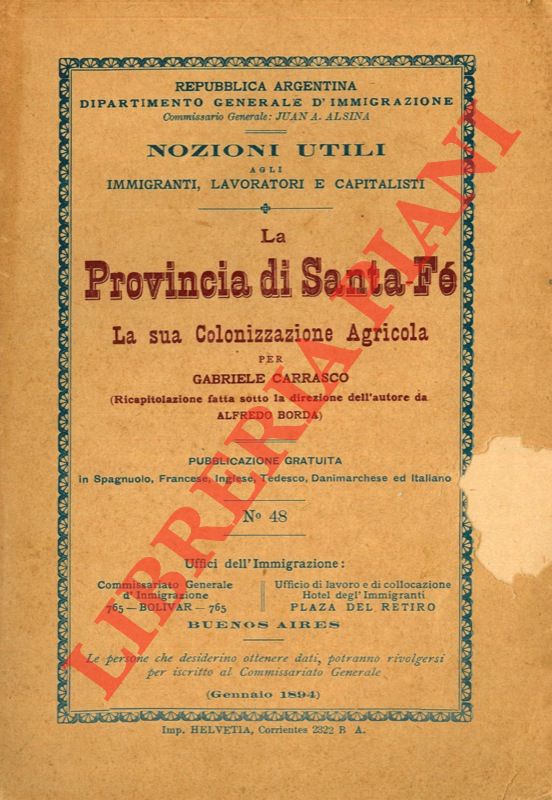 REPUBBLICA ARGENTINA
DIPARTIMENTO GENERALE D'IMMIGRAZIONE
Commissario Generale: JUAN A. ALSINA
NOZIONI UTILI
AGLI
IMMIGRANTI, LAVORATORI E CAPITALISTI
La
Provincia di Santa-Fé
La sua Colonizzazione Agricola
PER
GABRIELE CARRASCO
(Ricapitolazione fatta sotto la direzione dell'autore da
ALFREDO BORDA)
PUBBLICAZIONE GRATUITA
in Spagnuolo, Francese, Inglese, Tedesco, Danimarchese ed Italiano
No 48
Uffici dell'Immigrazione:
Commissariato Generale
d'Inmigrazione
765 — BOLIVAR — 765
Ufficio di lavoro e di collocazione
Hotel degl' Immigranti
PLAZA DEL RETIRO
BUENOS AIRES
Le persone che desiderino ottenere dati, potranno rivolgersi
per iscritto al Commissariato Generale
(Gennaio 1894)
Imp. HELVETIA, Corrientes 2322 B A.
LIBRERIA PIANI